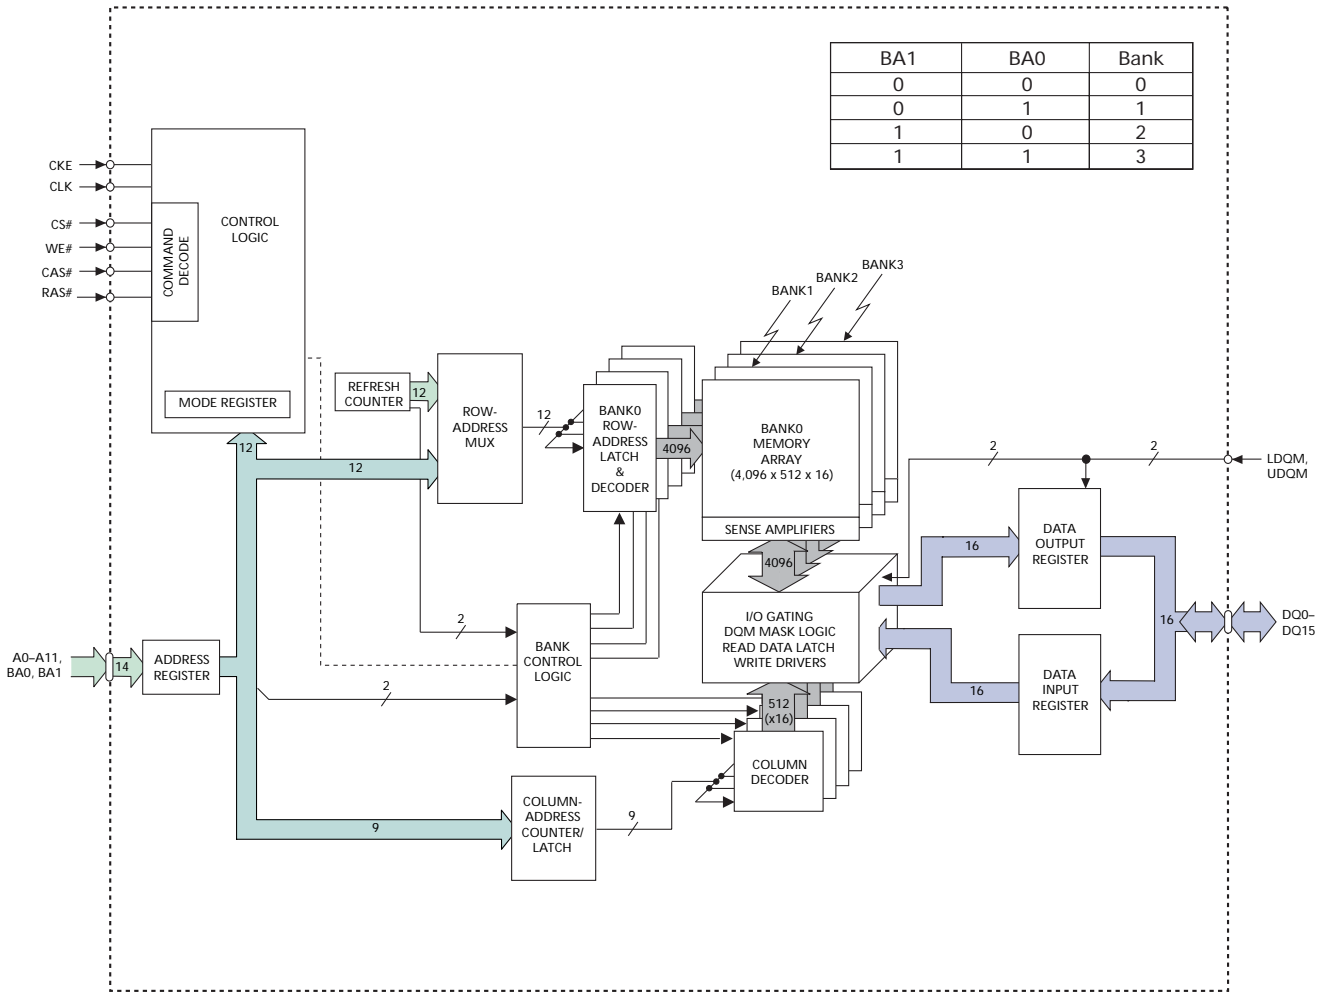 BA1 BA0 Bank
0 0 0
0 1 1
1 0 2
1 1 3
CKE
CLK
CS#
WE#
CAS#
RAS#
COMMAND
DECODE
CONTROL
LOGIC
MODE REGISTER
12
12
REFRESH
COUNTER
12
ROW-
ADDRESS
MUX
12
BANK0
ROW-
ADDRESS
LATCH
&
DECODER
4096
BANK1
BANK2
BANK3
BANK0
MEMORY
ARRAY
(4,096 x 512 x 16)
SENSE AMPLIFIERS
4096
I/O GATING
DQM MASK LOGIC
READ DATA LATCH
WRITE DRIVERS
2
2
LDQM,
UDQM
16
DATA
OUTPUT
REGISTER
16
DQ0–
DQ15
16
DATA
INPUT
REGISTER
A0–A11,
BA0, BA1
14
ADDRESS
REGISTER
2
2
BANK
CONTROL
LOGIC
512
(x16)
COLUMN
DECODER
9
COLUMN-
ADDRESS
COUNTER/
LATCH
9